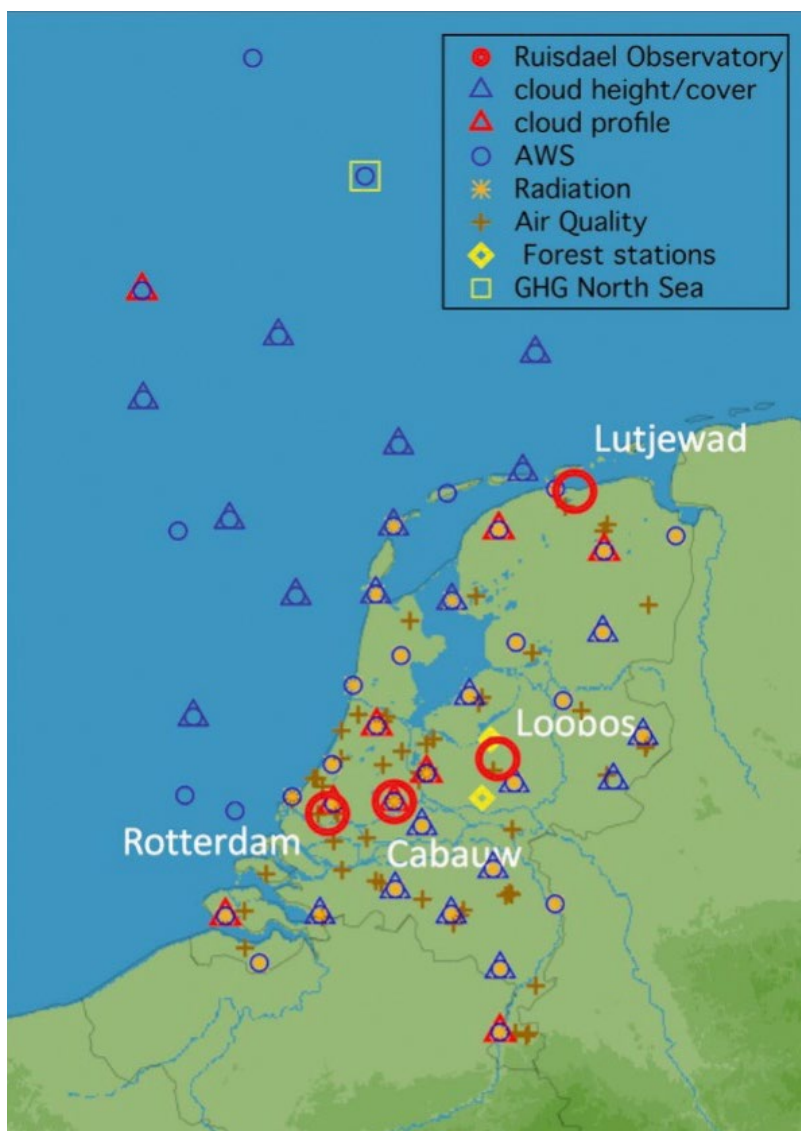 Ruisdael Observatory
cloud height/cover
cloud profile
AWS
Radiation
Air Quality
Forest stations
GHG North Sea
Lutjewad
Loobos
Rotterdam
Cabauw